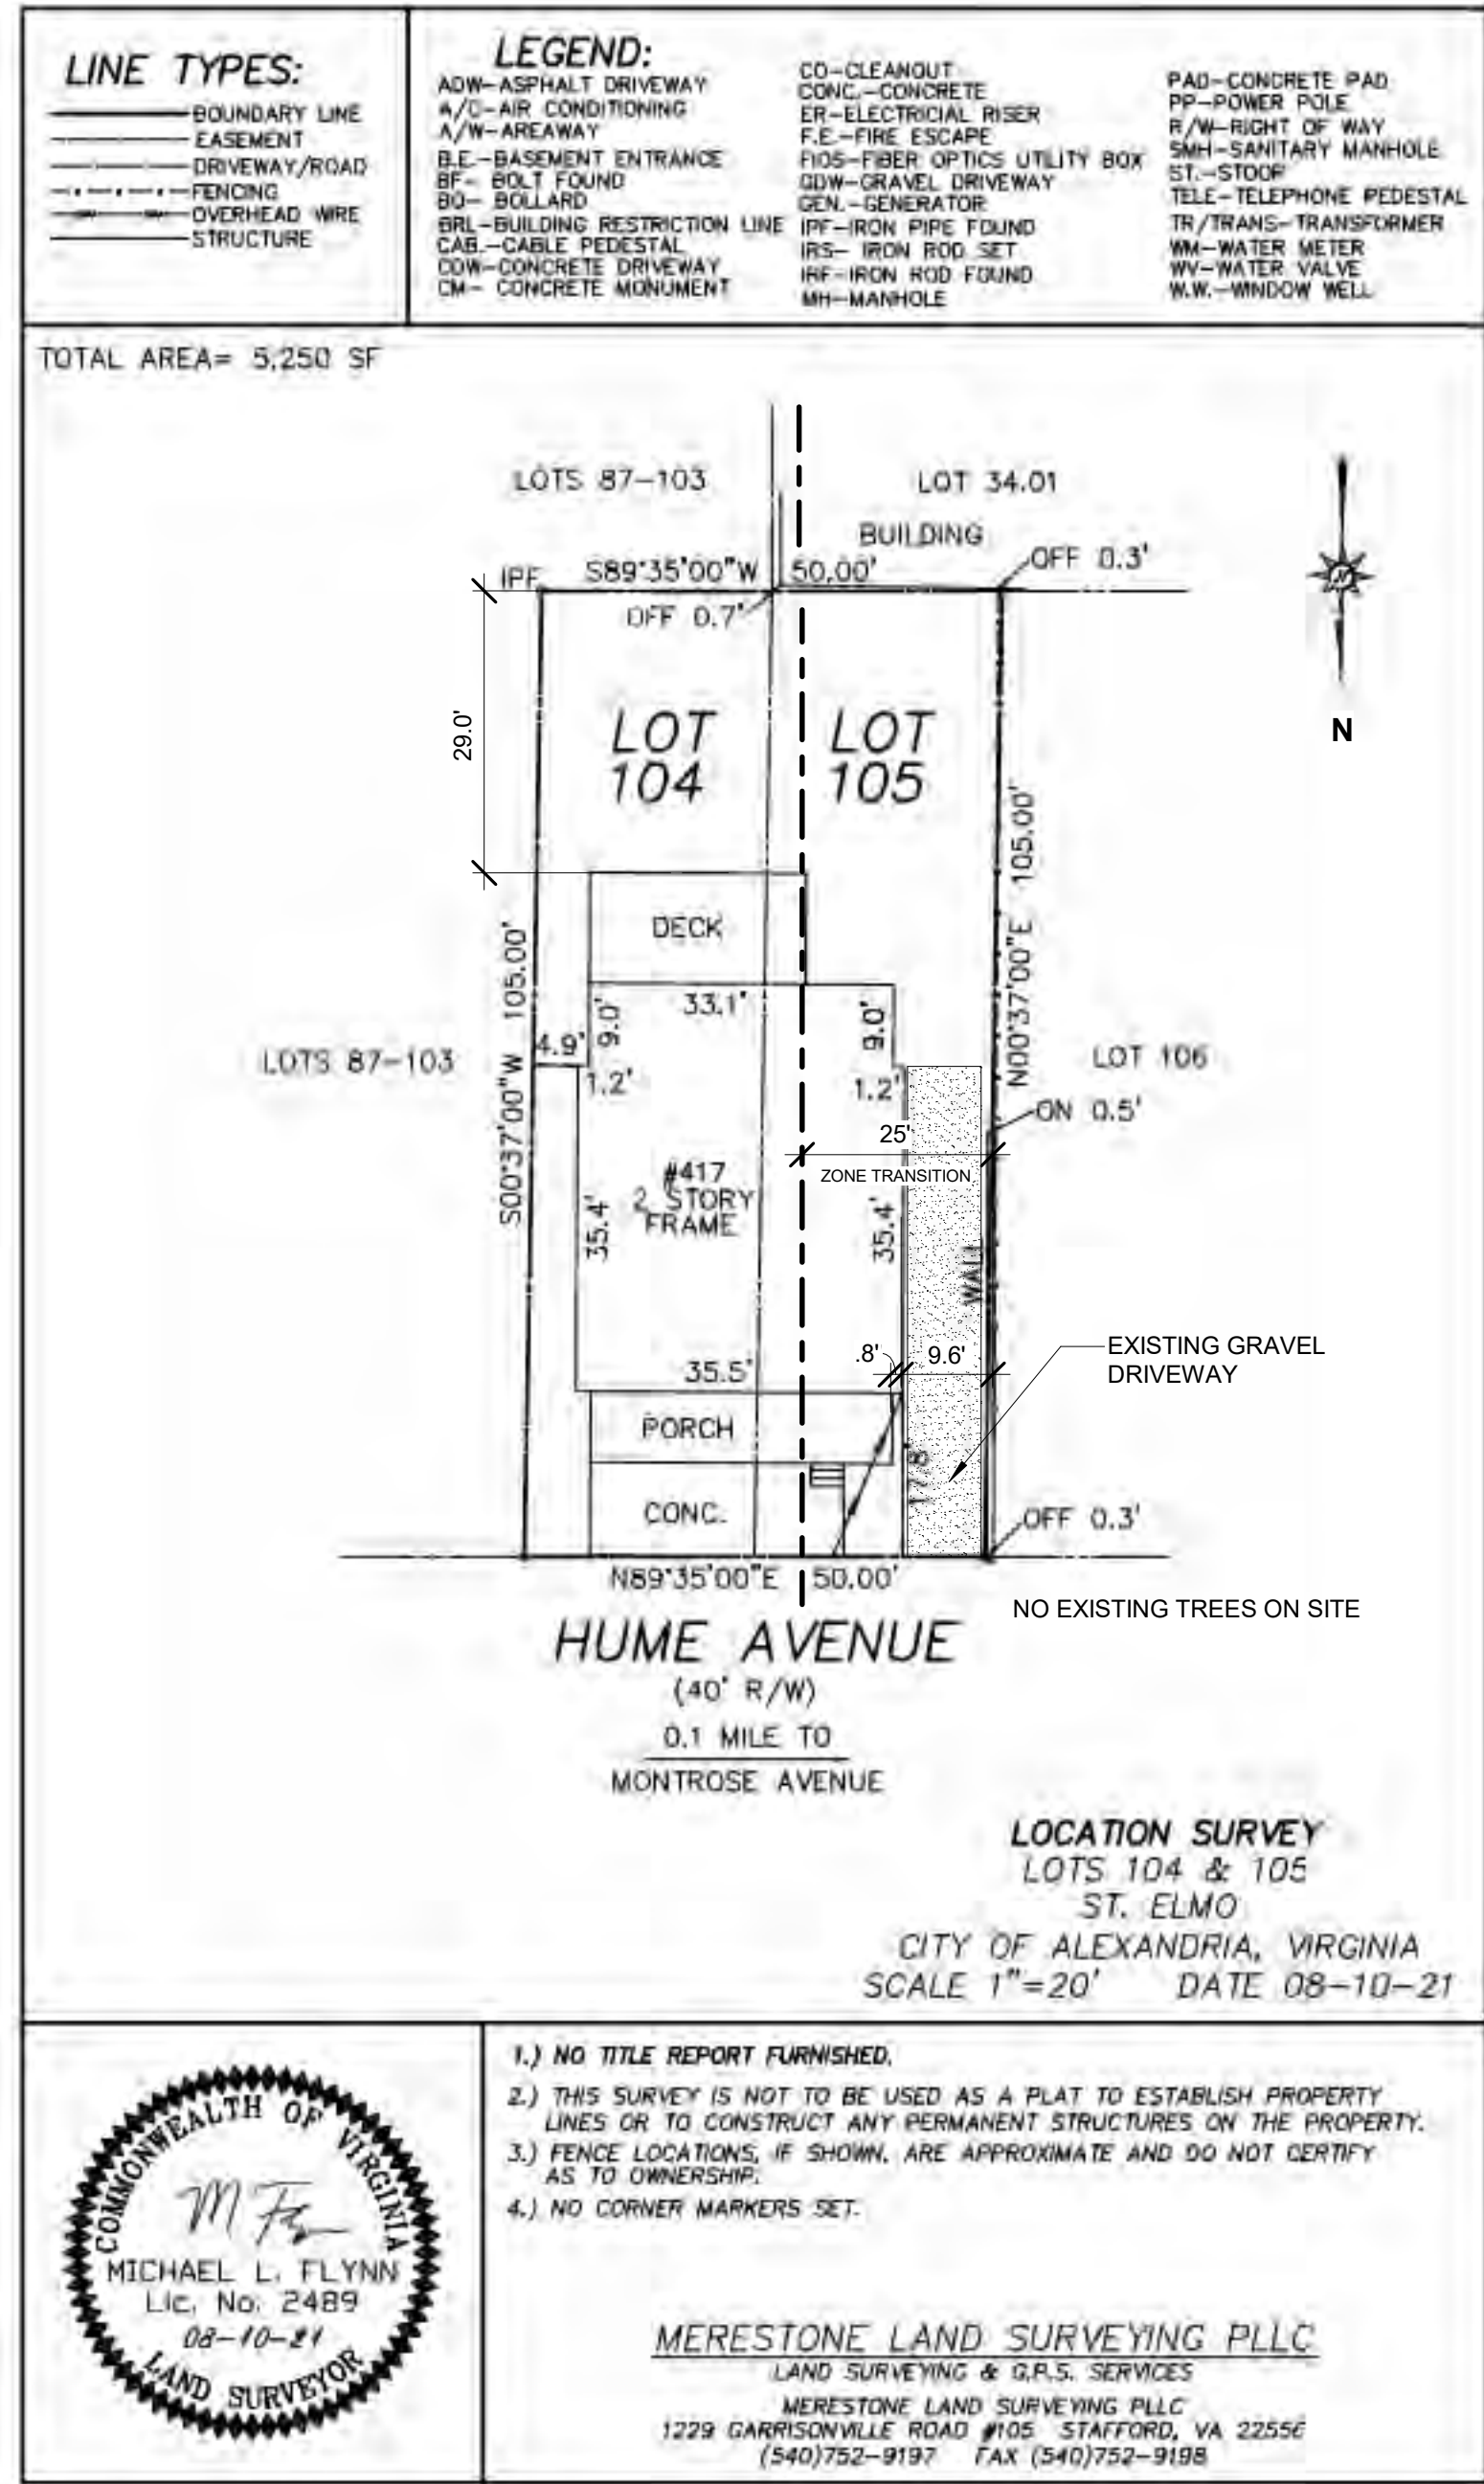 LINE TYPES:
BOUNDARY LINE
EASEMENT
DRIVEWAY/ROAD
FENCING
OVERHEAD WIRE
STRUCTURE
LEGEND:
ADW-ASPHALT DRIVEWAY
A/C-AIR CONDITIONING
A/W-AREAWAY
B.E.-BASEMENT ENTRANCE
BF- BOLT FOUND
BO- BOLLARD
BRL-BUILDING RESTRICTION LINE
CAB.-CABLE PEDESTAL
CDW-CONCRETE DRIVEWAY
CM- CONCRETE MONUMENT
CO-CLEANOUT
CONC.-CONCRETE
ER-ELECTRICIAL RISER
F.E.-FIRE ESCAPE
FIOS-FIBER OPTICS UTILITY BOX
GDW-GRAVEL DRIVEWAY
GEN.-GENERATOR
IPF-IRON PIPE FOUND
IRS- IRON ROD SET
IRF-IRON ROD FOUND
MH-MANHOLE
PAD-CONCRETE PAD
PP-POWER POLE
R/W-RIGHT OF WAY
SMH-SANITARY MANHOLE
ST.-STOOP
TELE-TELEPHONE PEDESTAL
TR/TRANS-TRANSFORMER
WM-WATER METER
WV-WATER VALVE
W.W.-WINDOW WELL
TOTAL AREA= 5,250 SF
LOTS 87-103
LOT 34.01
BUILDING
OFF 0.3'
IPF
S89°35'00"W 50.00'
OFF 0.7'
N
29.0'
LOT
104
LOT
105
DECK
S00°37'00"W 105.00'
N00°37'00"E 105.00'
33.1'
9.0'
9.0'
4.9'
LOTS 87-103
LOT 106
1.2'
1.2'
ON 0.5'
25'
ZONE TRANSITION
#417
2 STORY
FRAME
35.4'
35.4'
WALL
.8'
9.6'
EXISTING GRAVEL
DRIVEWAY
35.5'
PORCH
17.8'
CONC.
OFF 0.3'
N89°35'00"E 50.00'
NO EXISTING TREES ON SITE
HUME AVENUE
(40' R/W)
0.1 MILE TO
MONTROSE AVENUE
LOCATION SURVEY
LOTS 104 & 105
ST. ELMO
CITY OF ALEXANDRIA, VIRGINIA
SCALE 1"=20' DATE 08-10-21
COMMONWEALTH OF VIRGINIA
MICHAEL L. FLYNN
Lic. No. 2489
08-10-21
LAND SURVEYOR
1.) NO TITLE REPORT FURNISHED.
2.) THIS SURVEY IS NOT TO BE USED AS A PLAT TO ESTABLISH PROPERTY
LINES OR TO CONSTRUCT ANY PERMANENT STRUCTURES ON THE PROPERTY.
3.) FENCE LOCATIONS, IF SHOWN, ARE APPROXIMATE AND DO NOT CERTIFY
AS TO OWNERSHIP.
4.) NO CORNER MARKERS SET.
MERESTONE LAND SURVEYING PLLC
LAND SURVEYING & G.P.S. SERVICES
MERESTONE LAND SURVEYING PLLC
1229 GARRISONVILLE ROAD #105 STAFFORD, VA 22556
(540)752-9197 FAX (540)752-9198